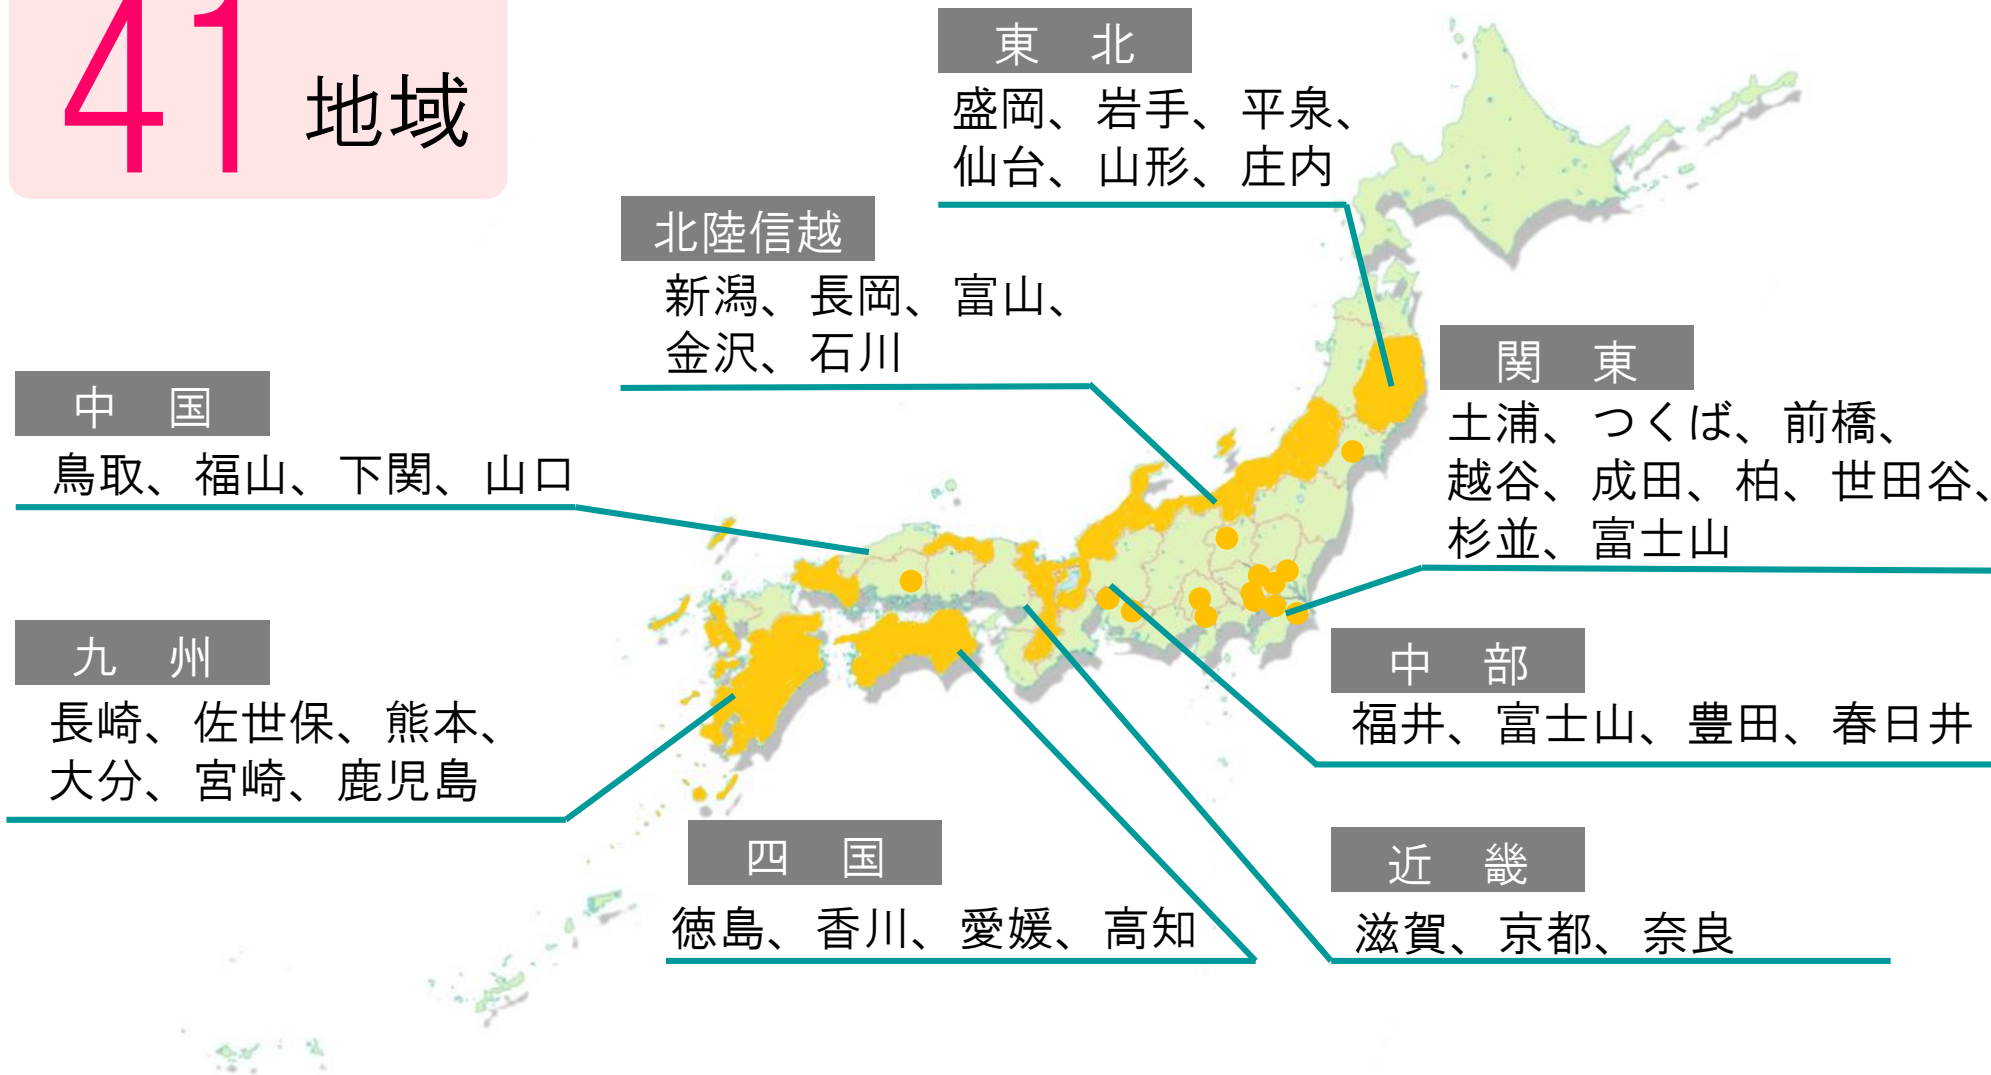 41 地域
東 北
盛岡、岩手、平泉、
仙台、山形、庄内
北陸信越
新潟、長岡、富山、
金沢、石川
関 東
土浦、つくば、前橋、
越谷、成田、柏、世田谷、
杉並、富士山
中 国
鳥取、福山、下関、山口
九 州
長崎、佐世保、熊本、
大分、宮崎、鹿児島
中 部
福井、富士山、豊田、春日井
四 国
徳島、香川、愛媛、高知
近 畿
滋賀、京都、奈良